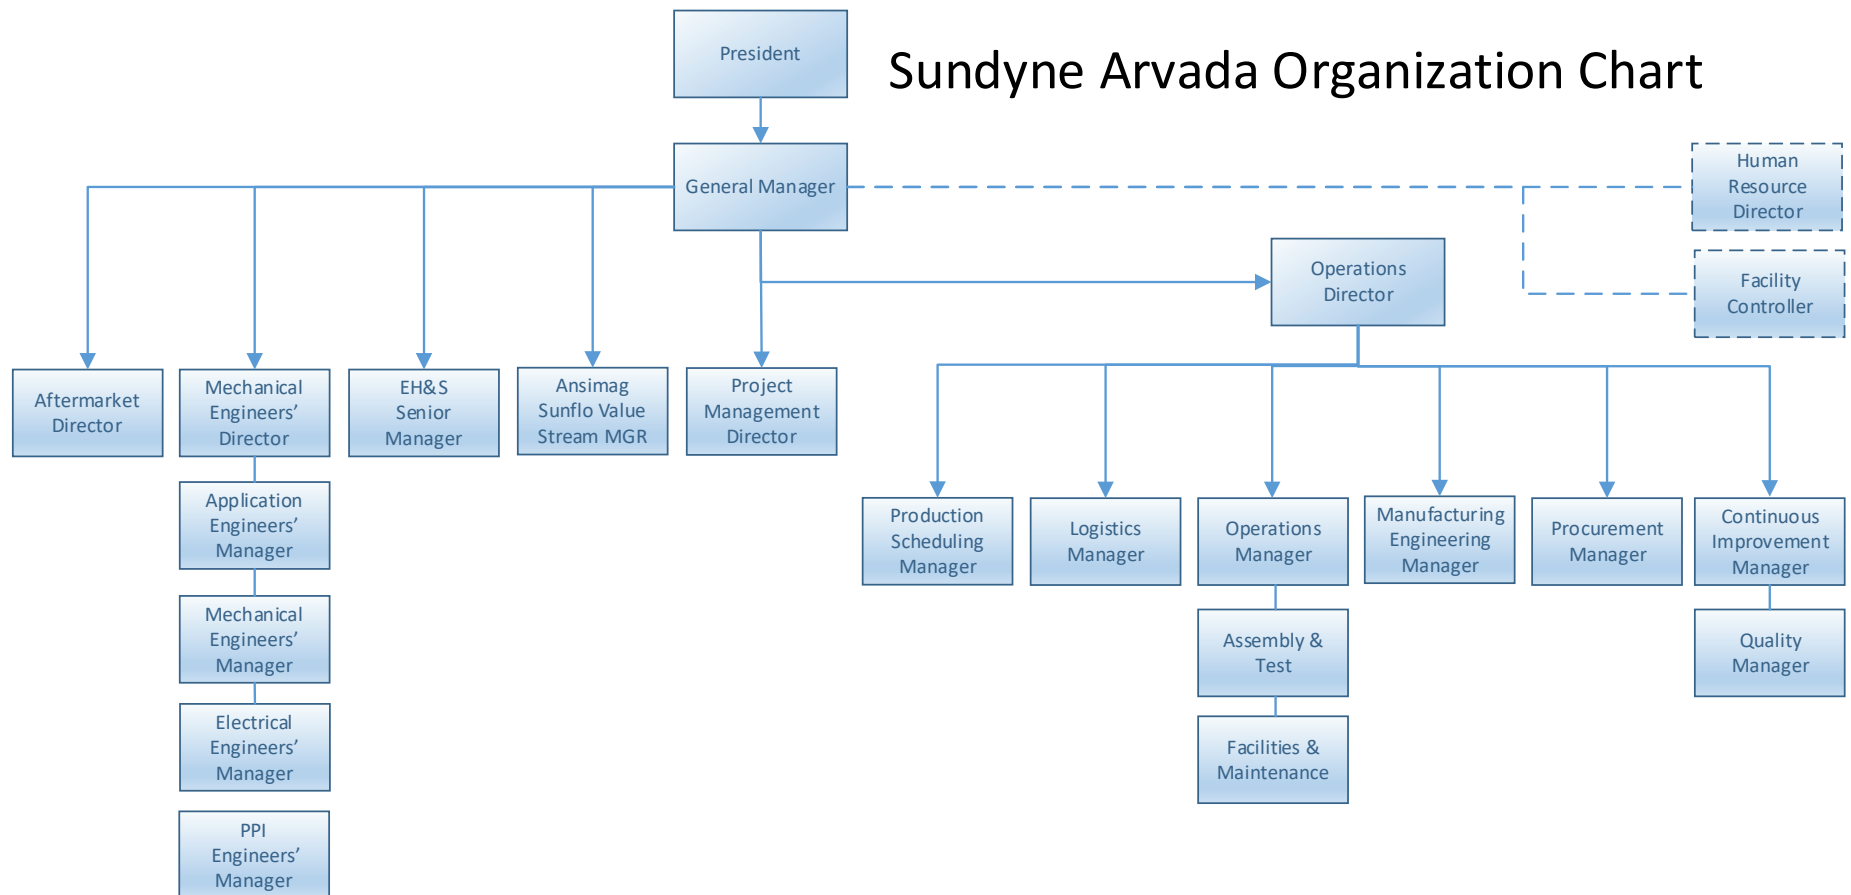 President
Sundyne Arvada Organization Chart
General Manager
Human
Resource
Director
Operations
Director
Facility
Controller
Aftermarket
Director
Mechanical
Engineers’
Director
EH&S
Senior
Manager
Ansimag
Sunflo Value
Stream MGR
Project
Management
Director
Application
Engineers’
Manager
Mechanical
Engineers’
Manager
Electrical
Engineers’
Manager
PPI
Engineers’
Manager
Production
Scheduling
Manager
Logistics
Manager
Operations
Manager
Manufacturing
Engineering
Manager
Procurement
Manager
Continuous
Improvement
Manager
Assembly &
Test
Quality
Manager
Facilities &
Maintenance